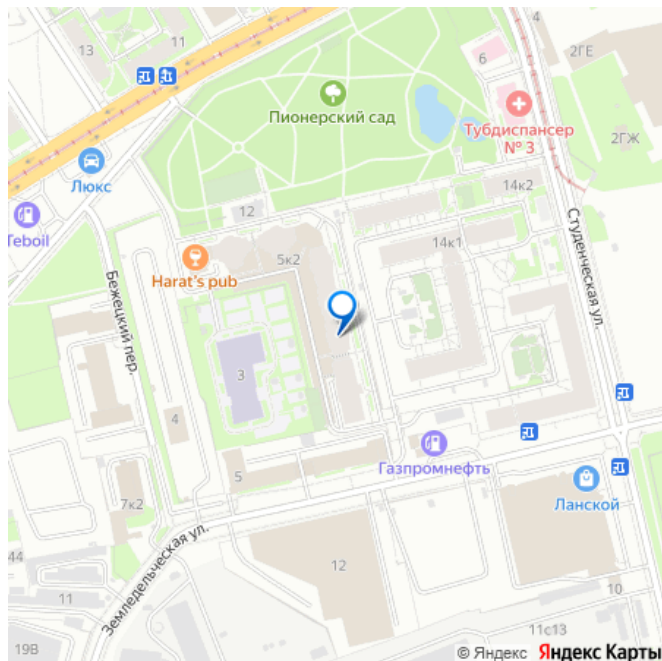 13
11
4
2ГЕ
6
Пионерский сад
Тубдиспансер
№ 3
2ГЖ
Люкс
14к2
Teboil
12
14к1
Студенческая ул.
5к2
Harat's pub
Бежецкий пер.
3
4
Газпромнефть
5
Ланской
7к2
44
Земледельческая ул.
12
10
11
11с13
19В
© Яндекс Яндекс Карты